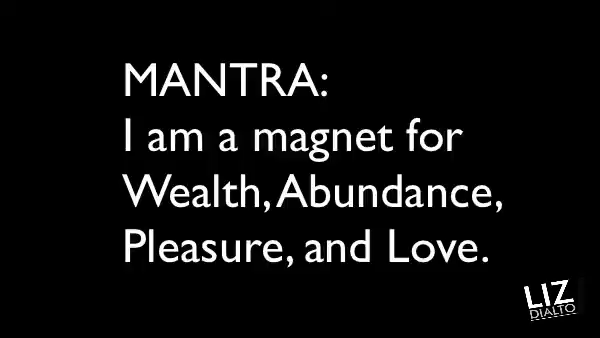 MANTRA:
I am a magnet for
Wealth, Abundance,
Pleasure, and Love.
LIZ
DIALTO